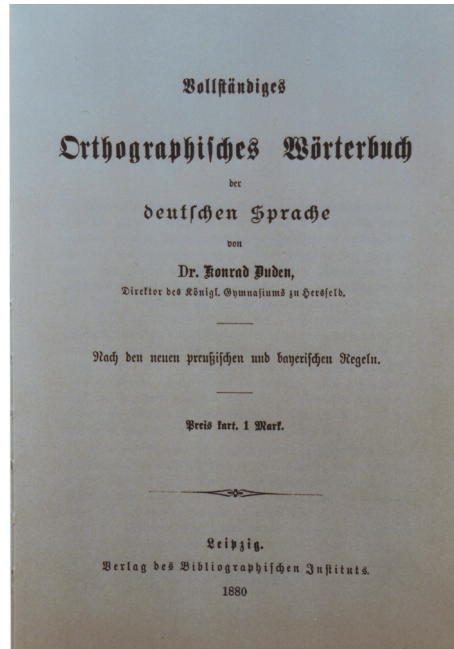 Vollständiges
Orthographisches Wörterbuch
der
deutschen Sprache
von
Dr. Konrad Duden,
Direktor des Königl. Gymnasiums zu Hersfeld.
Nach den neuen preußischen und bayerischen Regeln.
Preis kart. 1 Mark.
Leipzig.
Verlag des Bibliographischen Instituts.
1880